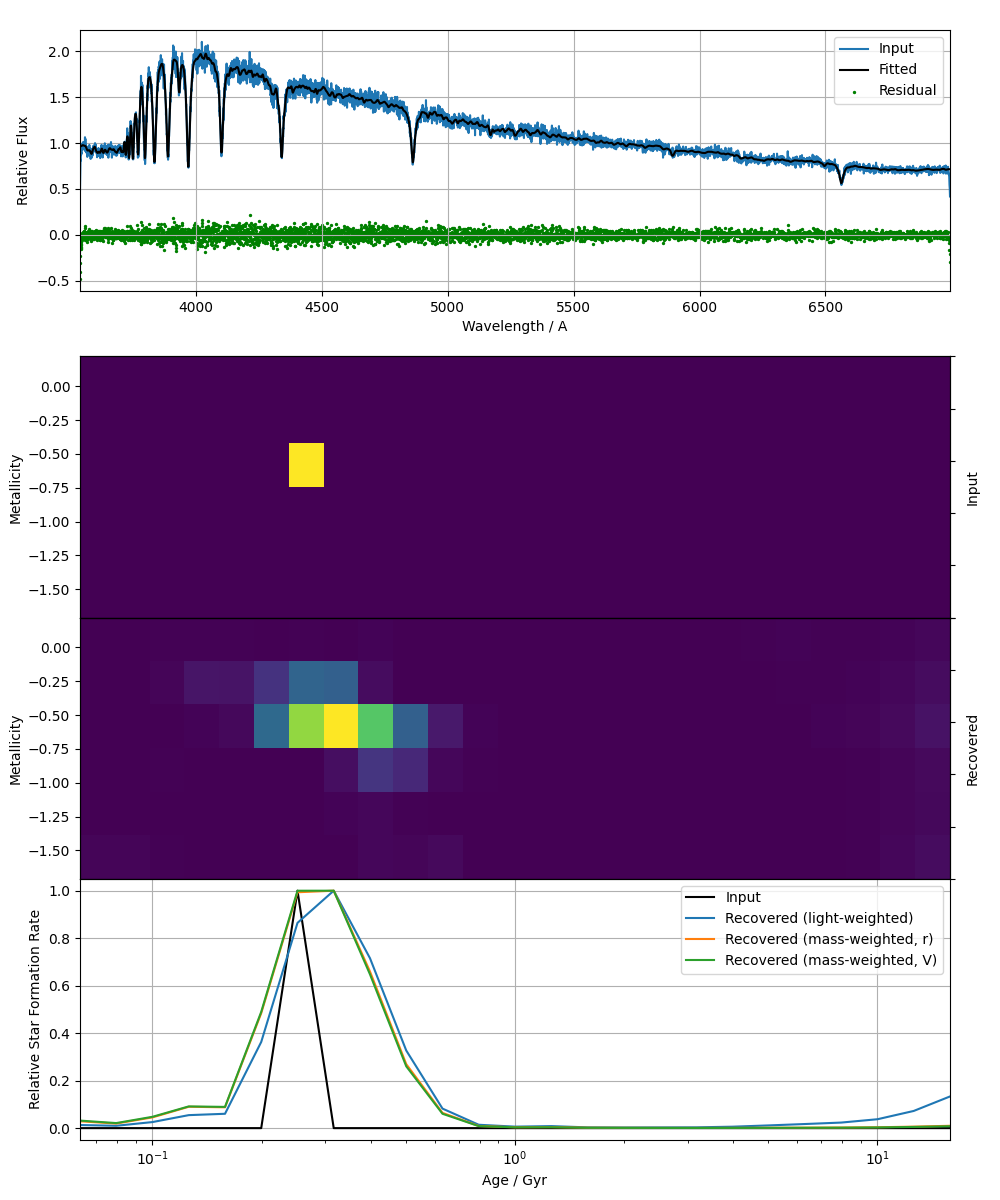 2.0
1.5
1.0
0.5
0.0
−0.5
Relative Flux
Input
Fitted
Residual
4000
4500
5000
5500
6000
6500
Wavelength / A
0.00
−0.25
−0.50
−0.75
−1.00
−1.25
−1.50
Metallicity
Input
0.00
−0.25
−0.50
−0.75
−1.00
−1.25
−1.50
Metallicity
Recovered
1.0
0.8
0.6
0.4
0.2
0.0
Relative Star Formation Rate
Input
Recovered (light-weighted)
Recovered (mass-weighted, r)
Recovered (mass-weighted, V)
10⁻¹
10⁰
10¹
Age / Gyr